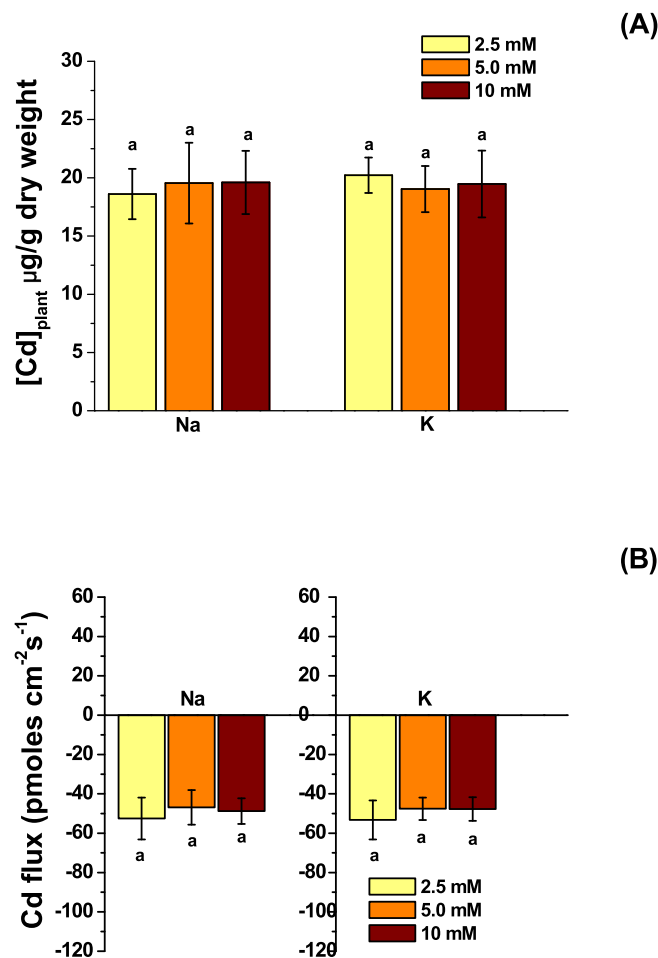 (A)
2.5 mM
5.0 mM
10 mM
[Cd]plant µg/g dry weight
30
25
20
15
10
5
0
a
a
a
a
a
a
Na
K
(B)
Cd flux (pmoles cm-2s-1)
60
40
20
0
-20
-40
-60
-80
-100
-120
Na
a
a
a
60
40
20
0
-20
-40
-60
-80
-100
-120
K
a
a
a
2.5 mM
5.0 mM
10 mM